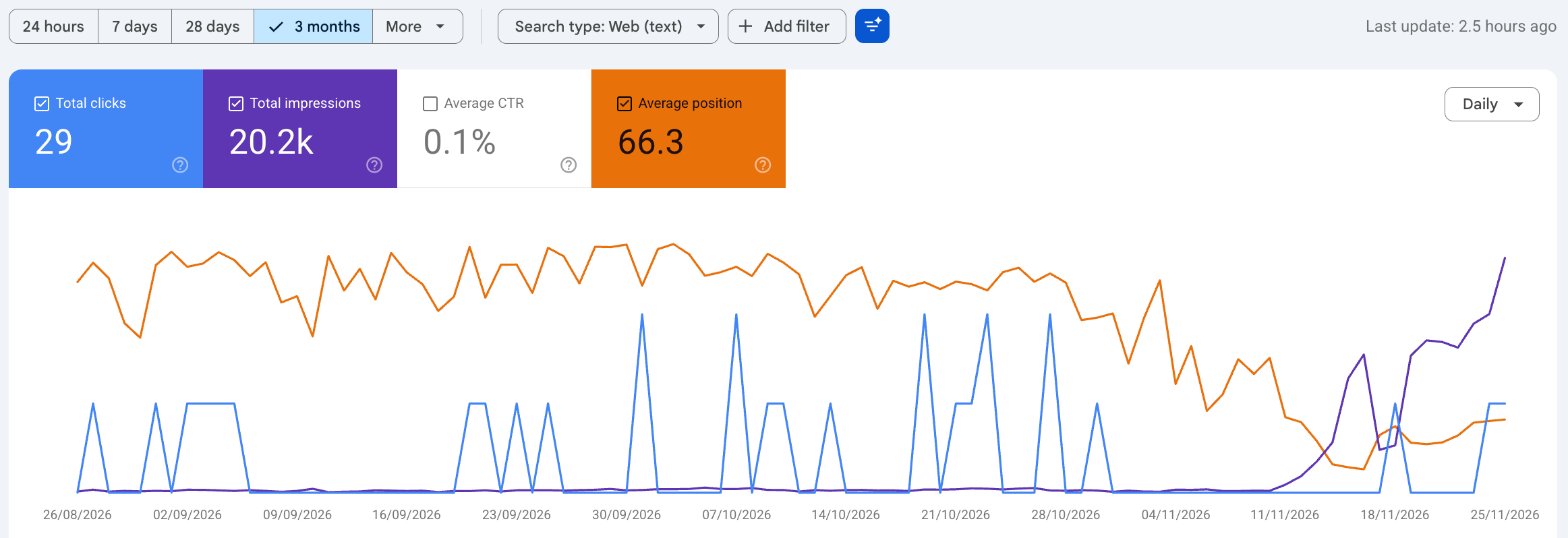 24 hours 7 days 28 days 3 months More Search type: Web (text) Add filter Last update: 2.5 hours ago
Total clicks Total impressions Average CTR Average position Daily
29 20.2k 0.1% 66.3
26/08/2026 02/09/2026 09/09/2026 16/09/2026 23/09/2026 30/09/2026 07/10/2026 14/10/2026 21/10/2026 28/10/2026 04/11/2026 11/11/2026 18/11/2026 25/11/2026